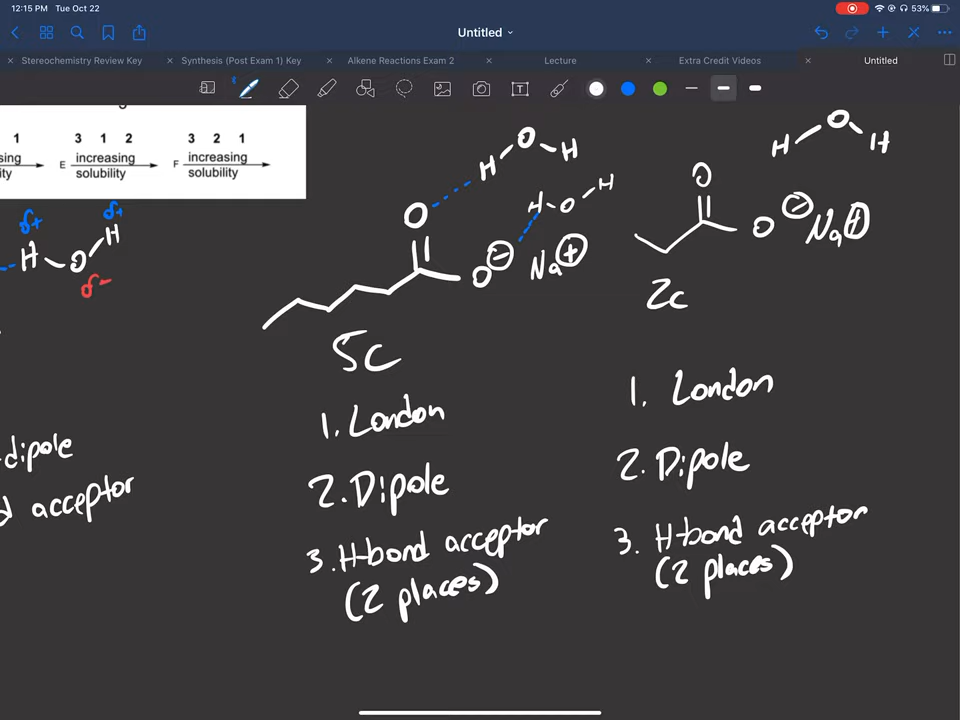 12:15 PM Tue Oct 22
53%
Untitled
Stereochemistry Review Key
Synthesis (Post Exam 1) Key
Alkene Reactions Exam 2
Lecture
Extra Credit Videos
Untitled
1
3 1 2
3 2 1
sing
E increasing
F increasing
ity
solubility
solubility
δ+
δ+
H
O
H
δ-
H
O
H
H-O
H
O
O⊖
Na⊕
5C
H
O
H
O
O⊖
Na⊕
2C
-dipole
d acceptor
1. London
2. Dipole
3. H-bond acceptor
(2 places)
1. London
2. Dipole
3. H-bond acceptor
(2 places)